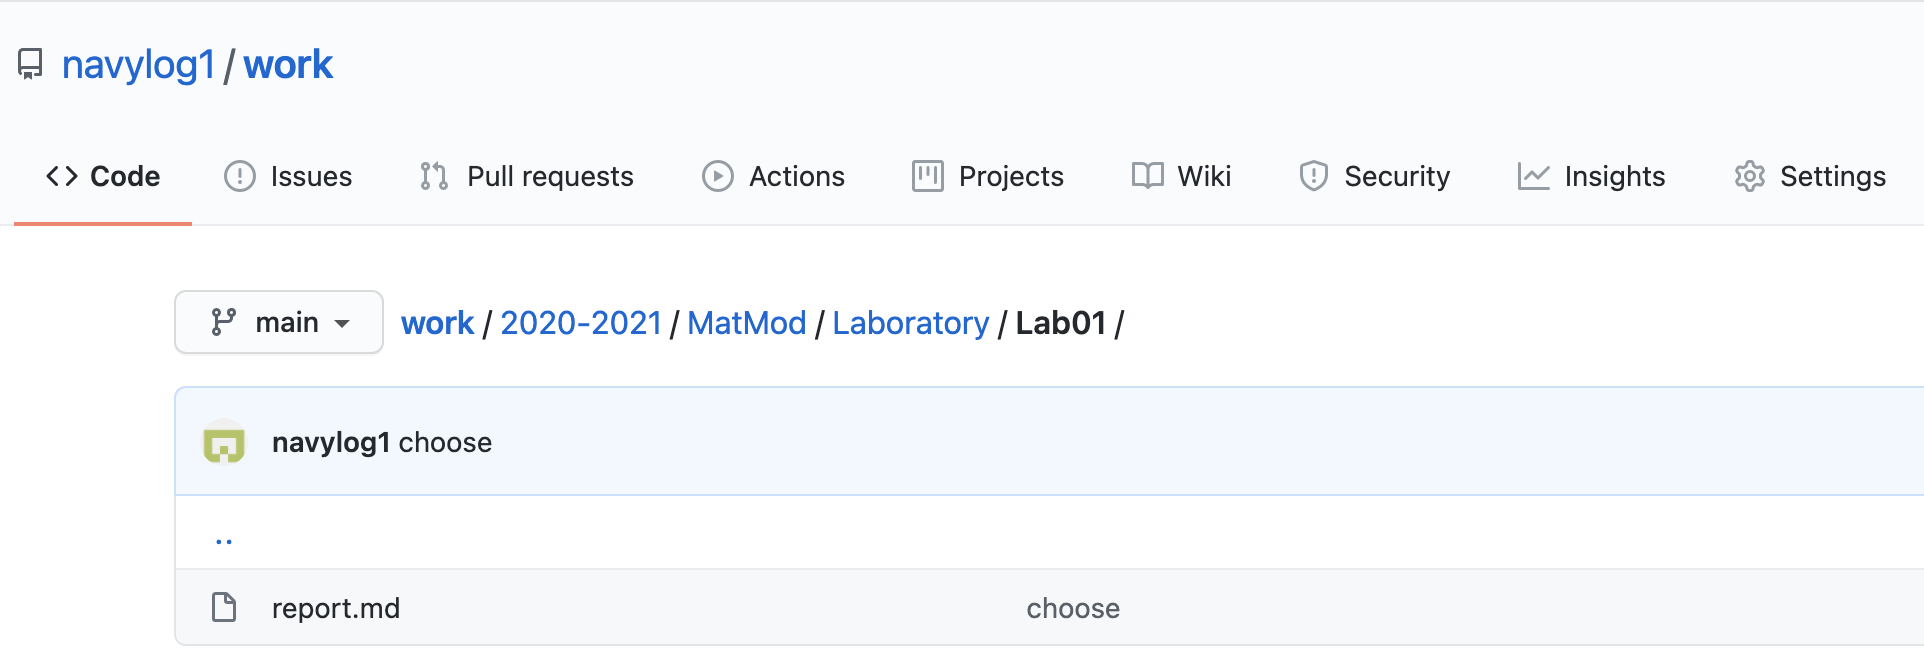 navylog1 / work
Code Issues Pull requests Actions Projects Wiki Security Insights Settings
main work / 2020-2021 / MatMod / Laboratory / Lab01 /
navylog1 choose
..
report.md choose